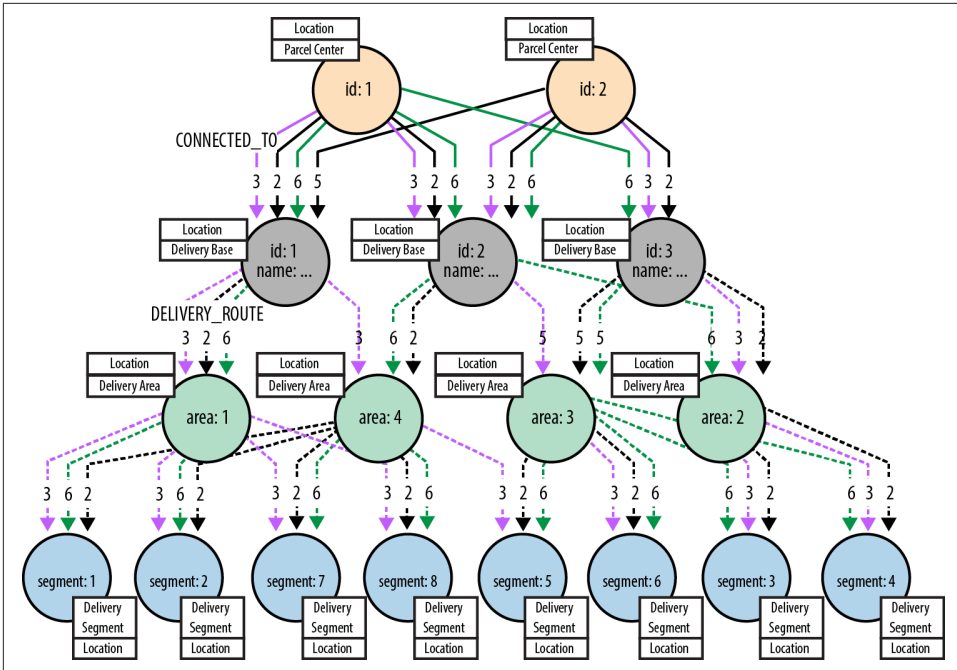 Location
Parcel Center
Location
Parcel Center
id: 1
id: 2
CONNECTED_TO
3
2
6
5
3
2
6
3
2
6
6
3
2
Location
Delivery Base
Location
Delivery Base
Location
Delivery Base
id: 1
name: ...
id: 2
name: ...
id: 3
name: ...
DELIVERY_ROUTE
3
2
6
3
6
2
5
5
5
6
3
2
Location
Delivery Area
Location
Delivery Area
Location
Delivery Area
Location
Delivery Area
area: 1
area: 4
area: 3
area: 2
3
6
2
3
6
2
3
2
6
3
2
6
3
2
6
3
2
6
6
3
2
6
3
2
segment: 1
segment: 2
segment: 7
segment: 8
segment: 5
segment: 6
segment: 3
segment: 4
Delivery
Segment
Location
Delivery
Segment
Location
Delivery
Segment
Location
Delivery
Segment
Location
Delivery
Segment
Location
Delivery
Segment
Location
Delivery
Segment
Location
Delivery
Segment
Location